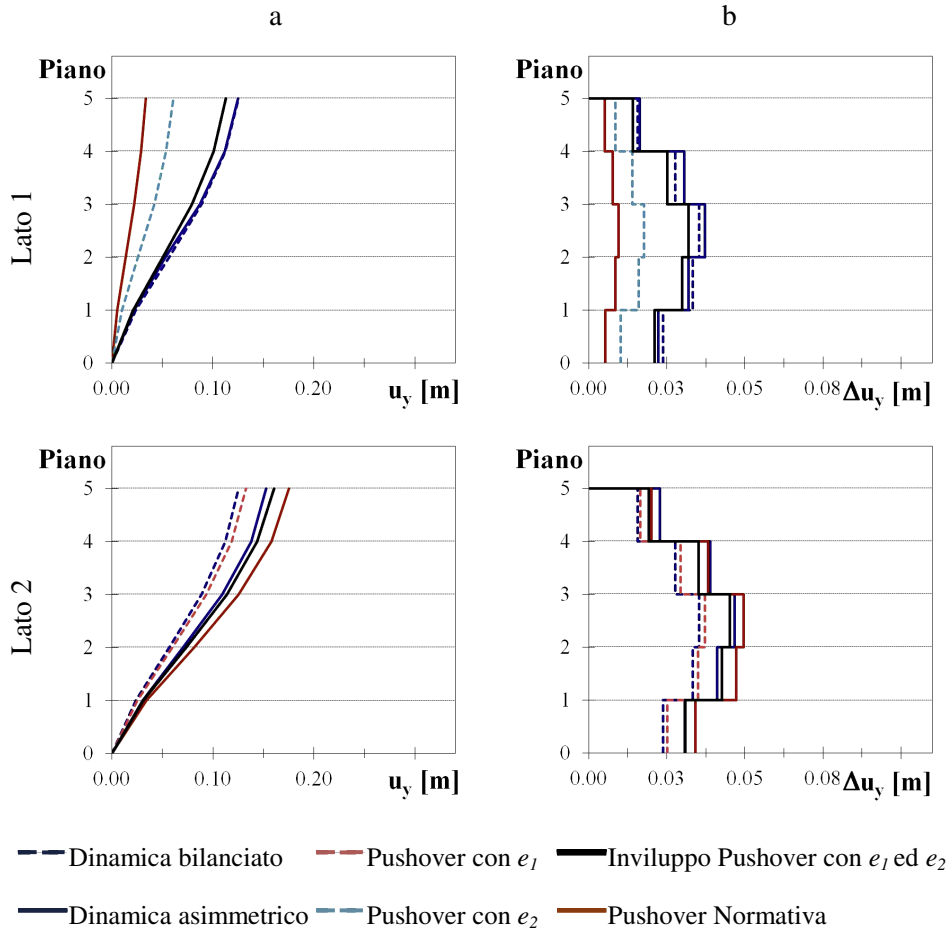 a
b
Piano
Piano
Lato 1
5
4
3
2
1
0
0.00
0.10
0.20
u_y [m]
5
4
3
2
1
0
0.00
0.03
0.05
0.08
Δu_y [m]
Piano
Piano
Lato 2
5
4
3
2
1
0
0.00
0.10
0.20
u_y [m]
5
4
3
2
1
0
0.00
0.03
0.05
0.08
Δu_y [m]
Dinamica bilanciato
Pushover con e_1
Inviluppo Pushover con e_1 ed e_2
Dinamica asimmetrico
Pushover con e_2
Pushover Normativa